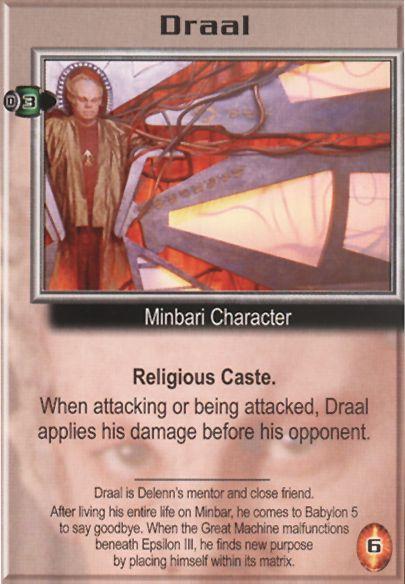 Draal
D 3
Minbari Character
Religious Caste.
When attacking or being attacked, Draal
applies his damage before his opponent.
Draal is Delenn's mentor and close friend.
After living his entire life on Minbar, he comes to Babylon 5
to say goodbye. When the Great Machine malfunctions
beneath Epsilon III, he finds new purpose
by placing himself within its matrix.
6